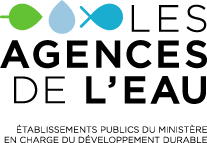 LES
AGENCES
DE L'EAU
ÉTABLISSEMENTS PUBLICS DU MINISTÈRE
EN CHARGE DU DÉVELOPPEMENT DURABLE